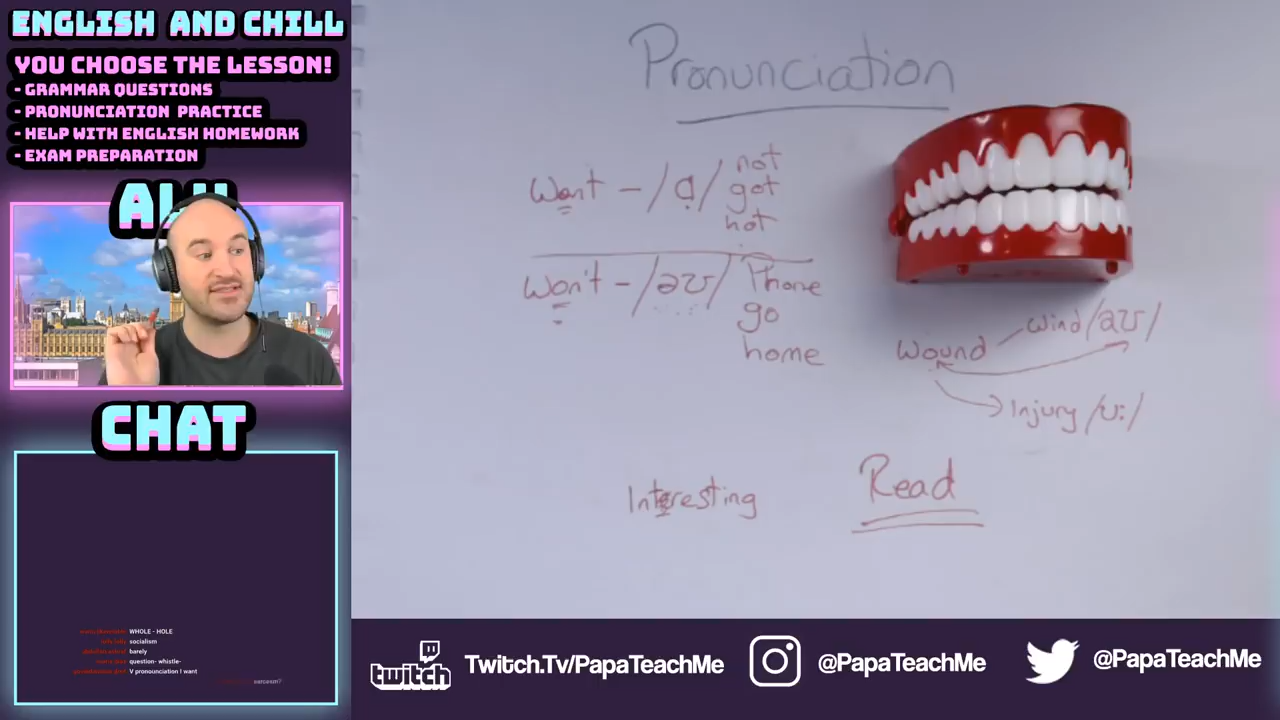 ENGLISH AND CHILL
YOU CHOOSE THE LESSON!
- GRAMMAR QUESTIONS
- PRONUNCIATION PRACTICE
- HELP WITH ENGLISH HOMEWORK
- EXAM PREPARATION
CHAT
WHOLE - HOLE
socialism
barely
question- whistle-
V pronounciation I want
sarcasm?
Pronunciation
Want - /ɒ/ not
got
hot
Won't - /əʊ/ Phone
go
home
Wound
Wind /aʊ/
Injury /u:/
Interesting
Read
twitch
Twitch.Tv/PapaTeachMe
@PapaTeachMe
@PapaTeachMe